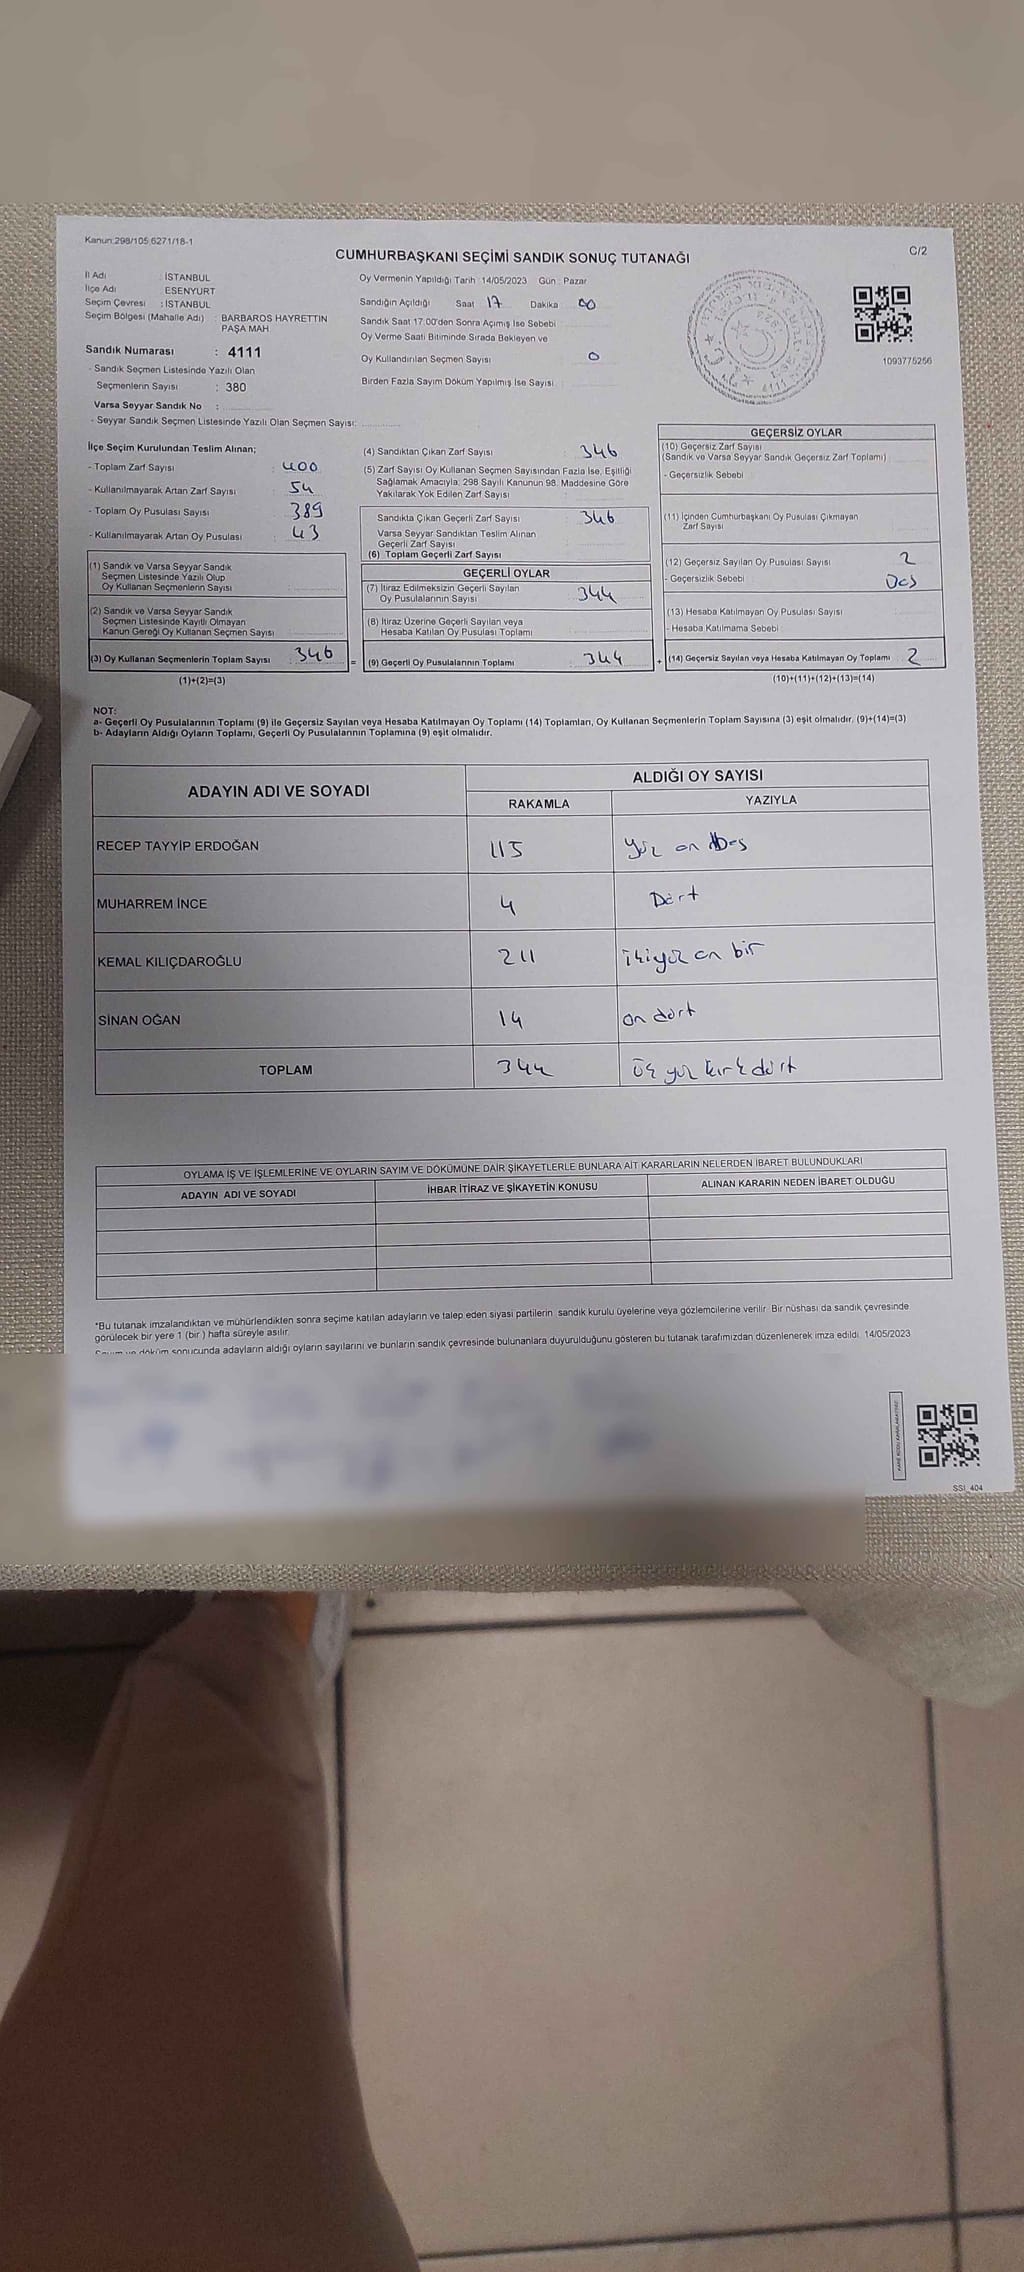 Kanun:298/105,6271/18-1
C/2
CUMHURBAŞKANI SEÇİMİ SANDIK SONUÇ TUTANAĞI
İl Adı : İSTANBUL
İlçe Adı : ESENYURT
Seçim Çevresi : İSTANBUL
Seçim Bölgesi (Mahalle Adı) : BARBAROS HAYRETTIN
PAŞA MAH
Sandık Numarası : 4111
- Sandık Seçmen Listesinde Yazılı Olan
Seçmenlerin Sayısı : 380
Varsa Seyyar Sandık No :
- Seyyar Sandık Seçmen Listesinde Yazılı Olan Seçmen Sayısı:
Oy Vermenin Yapıldığı Tarih 14/05/2023 Gün : Pazar
Sandığın Açıldığı Saat 17 Dakika 00
Sandık Saat 17:00'den Sonra Açımış İse Sebebi
Oy Verme Saati Bitiminde Sırada Bekleyen ve
Oy Kullandırılan Seçmen Sayısı 0
Birden Fazla Sayım Döküm Yapılmış İse Sayısı
1093775256
İlçe Seçim Kurulundan Teslim Alınan;
- Toplam Zarf Sayısı : 400
- Kullanılmayarak Artan Zarf Sayısı : 54
- Toplam Oy Pusulası Sayısı : 389
- Kullanılmayarak Artan Oy Pusulası : 43
(1) Sandık ve Varsa Seyyar Sandık
Seçmen Listesinde Yazılı Olup
Oy Kullanan Seçmenlerin Sayısı
(2) Sandık ve Varsa Seyyar Sandık
Seçmen Listesinde Kayıtlı Olmayan
Kanun Gereği Oy Kullanan Seçmen Sayısı
(3) Oy Kullanan Seçmenlerin Toplam Sayısı : 346
(1)+(2)=(3)
(4) Sandıktan Çıkan Zarf Sayısı : 346
(5) Zarf Sayısı Oy Kullanan Seçmen Sayısından Fazla İse, Eşitliği
Sağlamak Amacıyla; 298 Sayılı Kanunun 98. Maddesine Göre
Yakılarak Yok Edilen Zarf Sayısı
Sandıkta Çıkan Geçerli Zarf Sayısı : 346
Varsa Seyyar Sandıktan Teslim Alınan
Geçerli Zarf Sayısı
(6) Toplam Geçerli Zarf Sayısı
GEÇERLİ OYLAR
(7) İtiraz Edilmeksizin Geçerli Sayılan
Oy Pusulalarının Sayısı : 344
(8) İtiraz Üzerine Geçerli Sayılan veya
Hesaba Katılan Oy Pusulası Toplamı
= (9) Geçerli Oy Pusulalarının Toplamı : 344 +
GEÇERSİZ OYLAR
(10) Geçersiz Zarf Sayısı
(Sandık ve Varsa Seyyar Sandık Geçersiz Zarf Toplamı)
- Geçersizlik Sebebi
(11) İçinden Cumhurbaşkanı Oy Pusulası Çıkmayan
Zarf Sayısı
(12) Geçersiz Sayılan Oy Pusulası Sayısı : 2
- Geçersizlik Sebebi
(13) Hesaba Katılmayan Oy Pusulası Sayısı
- Hesaba Katılmama Sebebi
(14) Geçersiz Sayılan veya Hesaba Katılmayan Oy Toplamı : 2
(10)+(11)+(12)+(13)=(14)
NOT:
a- Geçerli Oy Pusulalarının Toplamı (9) ile Geçersiz Sayılan veya Hesaba Katılmayan Oy Toplamı (14) Toplamları, Oy Kullanan Seçmenlerin Toplam Sayısına (3) eşit olmalıdır. (9)+(14)=(3)
b- Adayların Aldığı Oyların Toplamı, Geçerli Oy Pusulalarının Toplamına (9) eşit olmalıdır.
ADAYIN ADI VE SOYADI
ALDIĞI OY SAYISI
RAKAMLA YAZIYLA
RECEP TAYYİP ERDOĞAN 115 yüz on beş
MUHARREM İNCE 4 Dört
KEMAL KILIÇDAROĞLU 211 ikiyüz on bir
SİNAN OĞAN 14 on dört
TOPLAM 344 üç yüz kırk dört
OYLAMA İŞ VE İŞLEMLERİNE VE OYLARIN SAYIM VE DÖKÜMÜNE DAİR ŞİKAYETLERLE BUNLARA AİT KARARLARIN NELERDEN İBARET BULUNDUKLARI
ADAYIN ADI VE SOYADI İHBAR İTİRAZ VE ŞİKAYETİN KONUSU ALINAN KARARIN NEDEN İBARET OLDUĞU
*Bu tutanak imzalandıktan ve mühürlendikten sonra seçime katılan adayların ve talep eden siyasi partilerin sandık kurulu üyelerine veya gözlemcilerine verilir. Bir nüshası da sandık çevresinde
görülecek bir yere 1 (bir ) hafta süreyle asılır.
Sayım ve döküm sonucunda adayların aldığı oyların sayılarını ve bunların sandık çevresinde bulunanlara duyurulduğunu gösteren bu tutanak tarafımızdan düzenlenerek imza edildi. 14/05/2023
SSİ_404